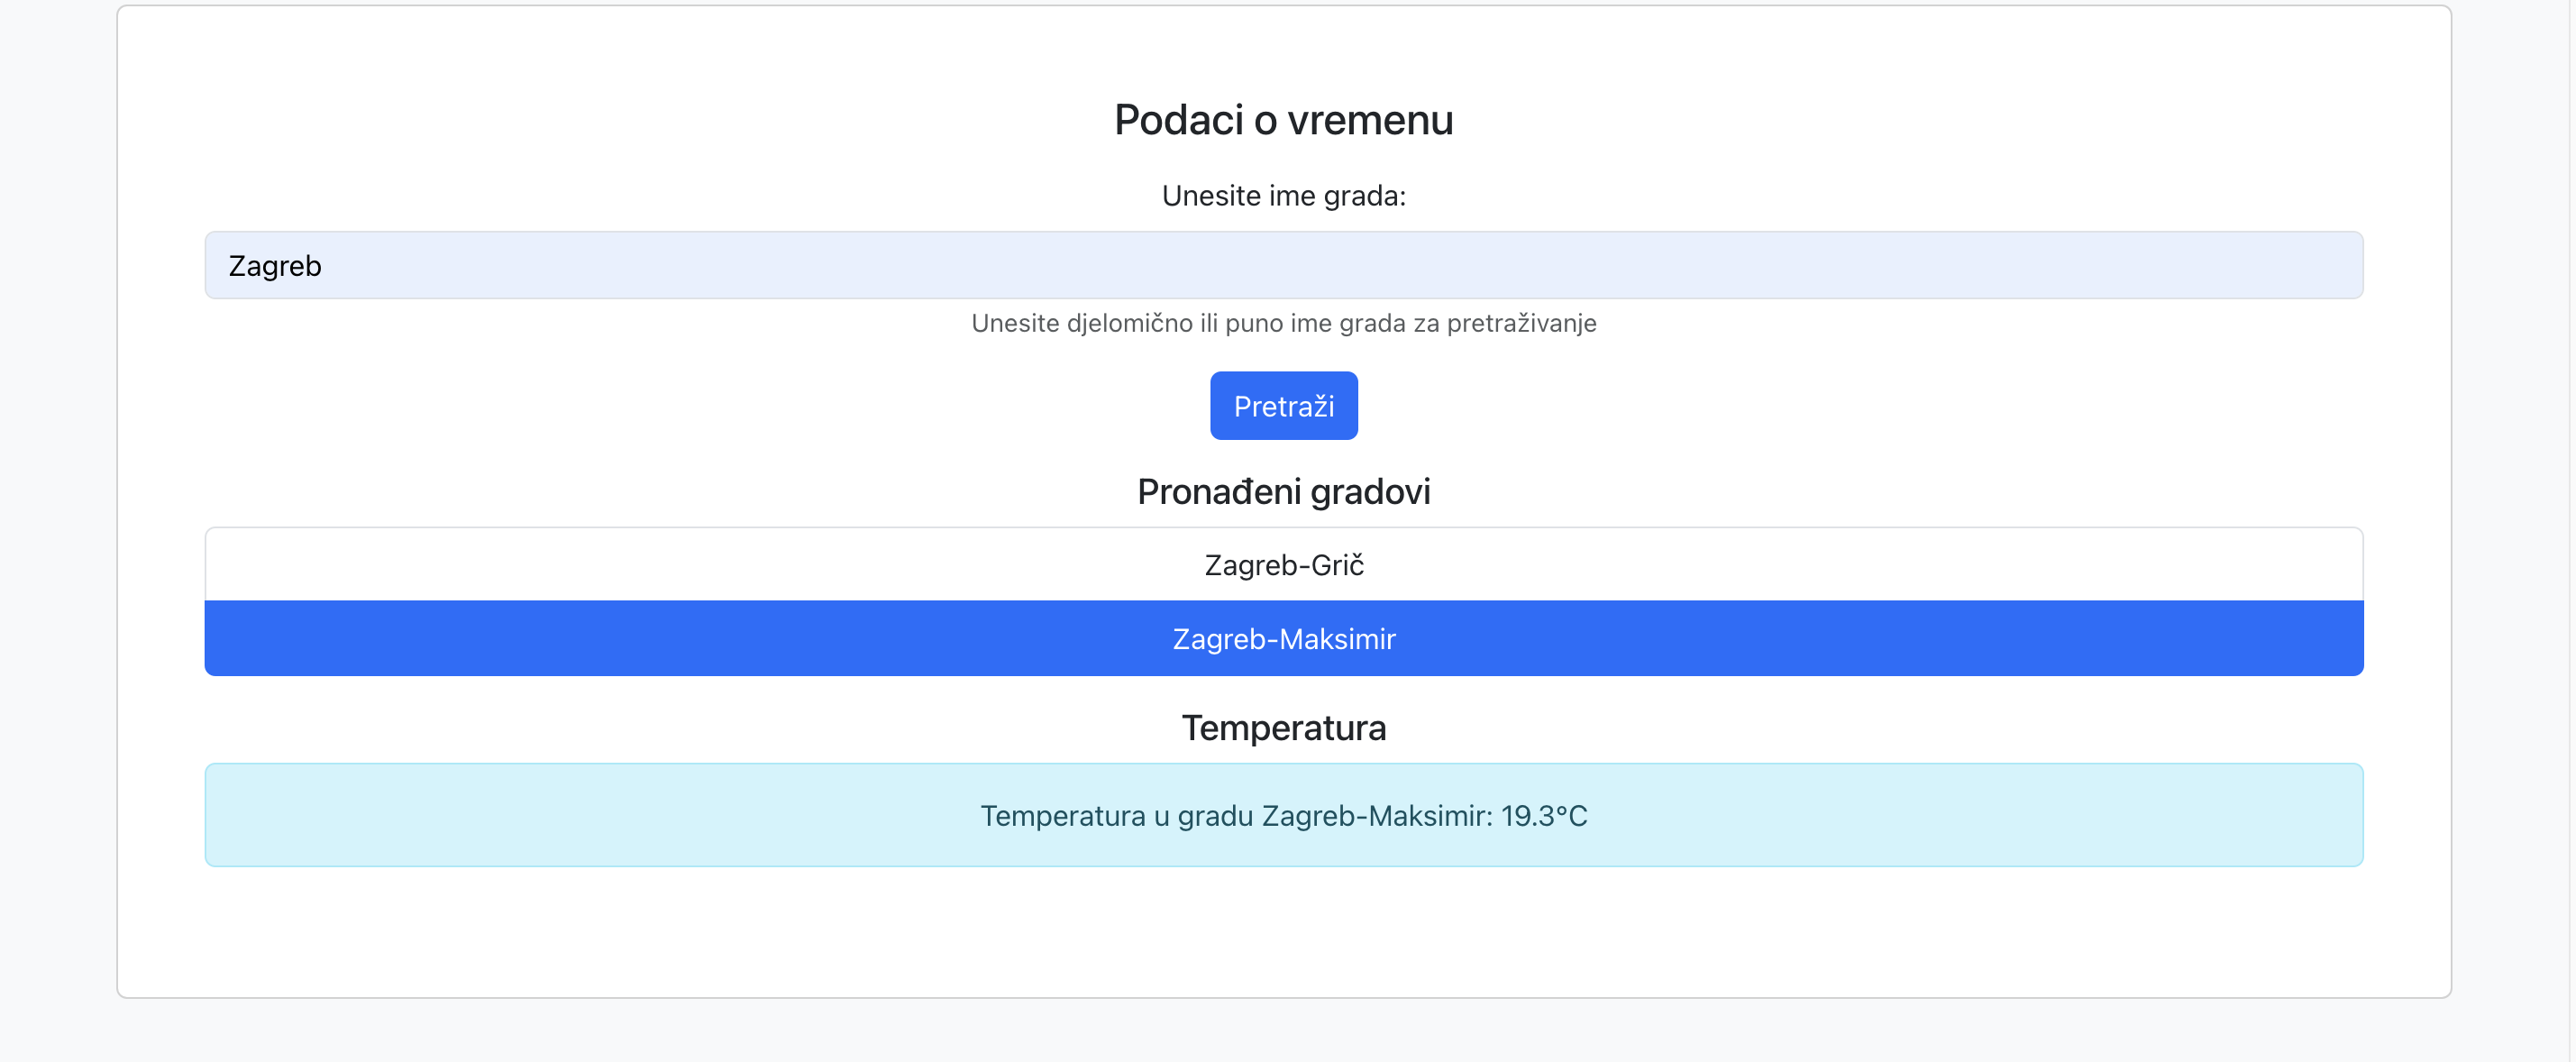 Podaci o vremenu
Unesite ime grada:
Zagreb
Unesite djelomično ili puno ime grada za pretraživanje
Pretraži
Pronađeni gradovi
Zagreb-Grič
Zagreb-Maksimir
Temperatura
Temperatura u gradu Zagreb-Maksimir: 19.3°C